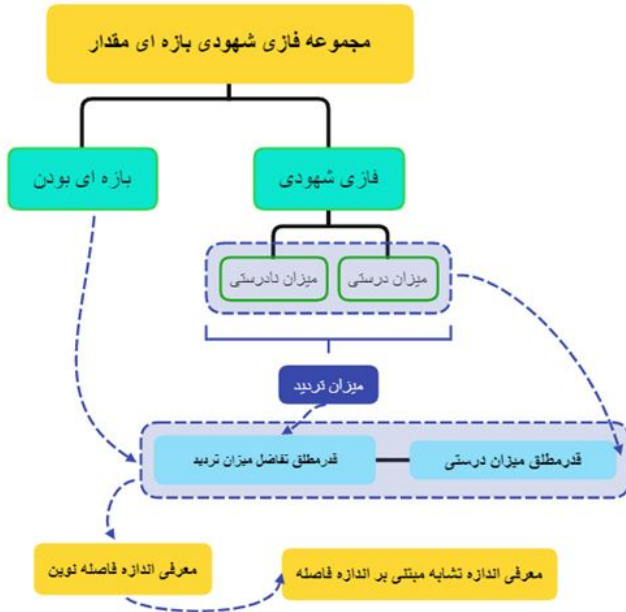 مجموعه فازی شهودی بازه ای مقدار
فازی شهودی
بازه ای بودن
میزان درستی
میزان نادرستی
میزان تردید
قدرمطلق میزان درستی
قدرمطلق تفاضل میزان تردید
معرفی اندازه فاصله نوین
معرفی اندازه تشابه مبتنی بر اندازه فاصله